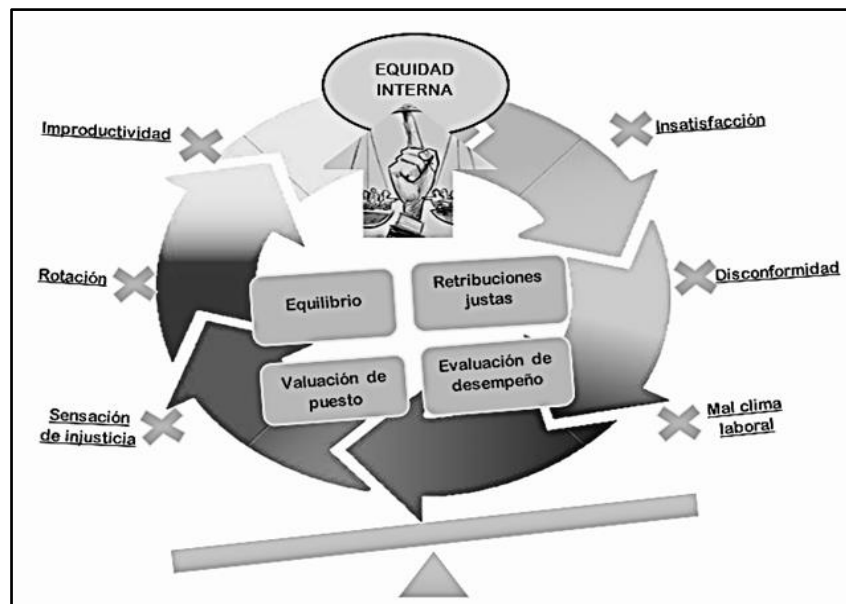 EQUIDAD
INTERNA
Improductividad
Insatisfacción
Rotación
Disconformidad
Equilibrio
Retribuciones
justas
Valuación de
puesto
Evaluación de
desempeño
Sensación
de injusticia
Mal clima
laboral